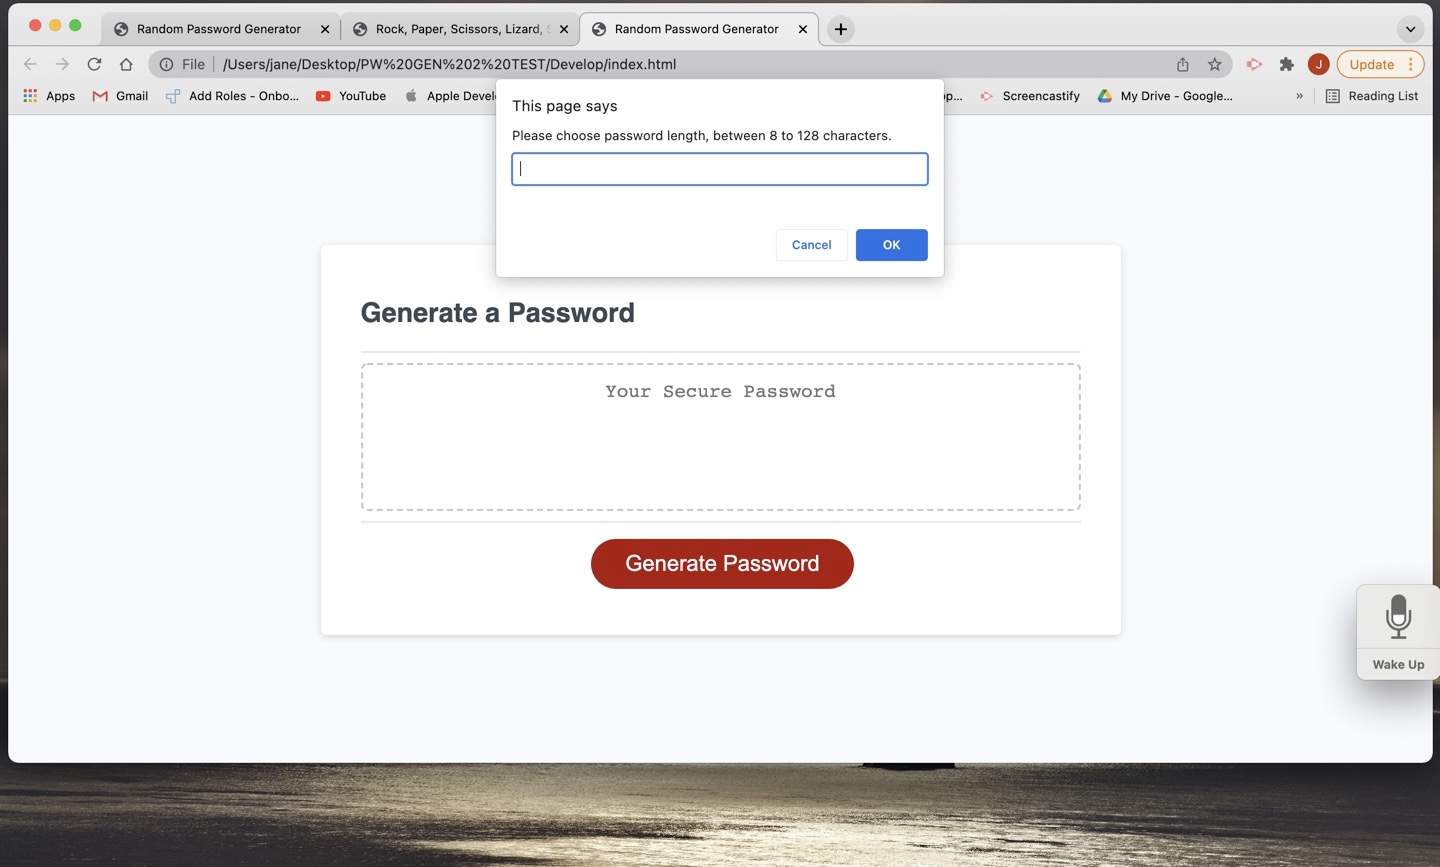 Random Password Generator
Rock, Paper, Scissors, Lizard,
Random Password Generator
File
/Users/jane/Desktop/PW%20GEN%202%20TEST/Develop/index.html
J
Update
Apps
Gmail
Add Roles - Onbo...
YouTube
Apple Devel
p...
Screencastify
My Drive - Google...
»
Reading List
This page says
Please choose password length, between 8 to 128 characters.
Cancel
OK
Generate a Password
Your Secure Password
Generate Password
Wake Up